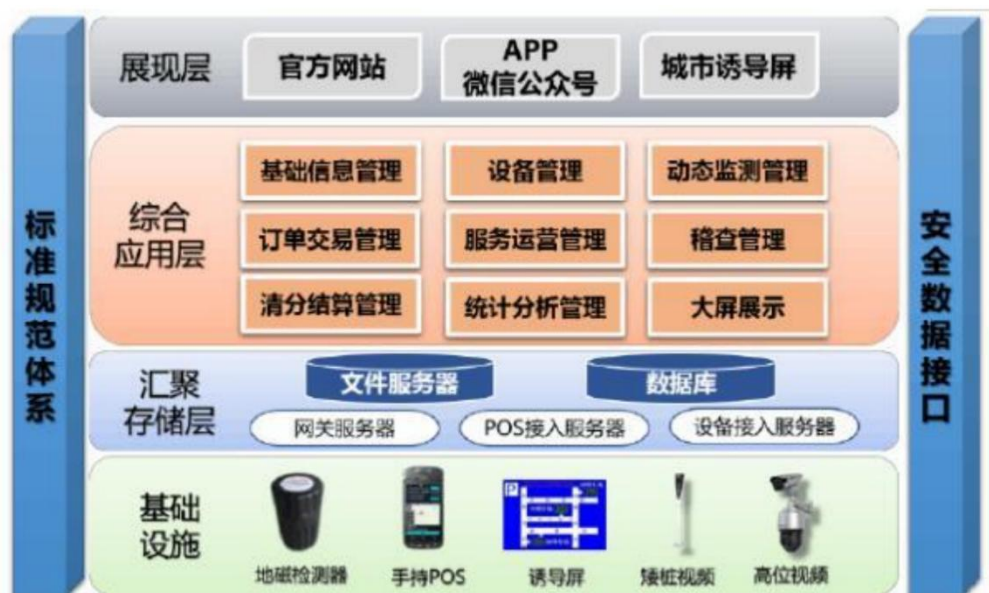 标准规范体系
展现层
官方网站
APP
微信公众号
城市诱导屏
综合
应用层
基础信息管理
设备管理
动态监测管理
订单交易管理
服务运营管理
稽查管理
清分结算管理
统计分析管理
大屏展示
汇聚
存储层
文件服务器
数据库
网关服务器
POS接入服务器
设备接入服务器
基础
设施
P
地磁检测器
手持POS
诱导屏
矮桩视频
高位视频
安全数据接口